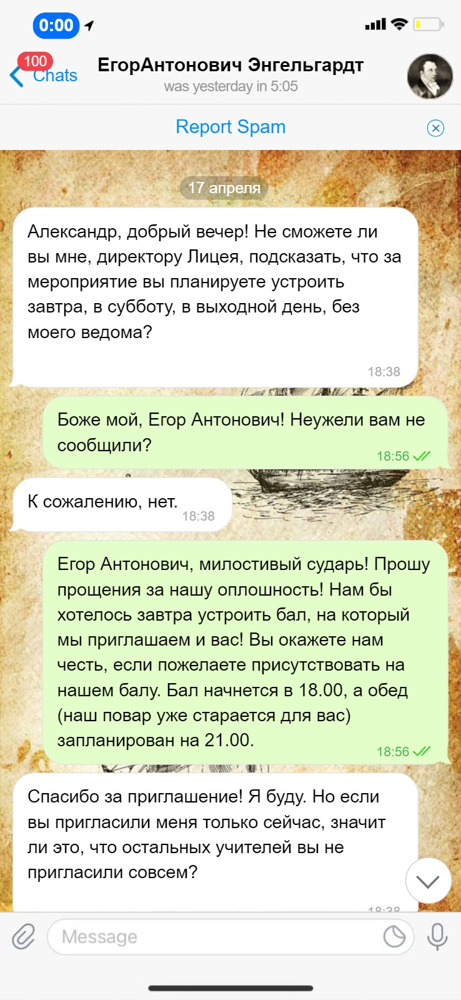 0:00
100
Chats
ЕгорАнтонович Энгельгардт
was yesterday in 5:05
Report Spam
17 апреля
Александр, добрый вечер! Не сможете ли
вы мне, директору Лицея, подсказать, что за
мероприятие вы планируете устроить
завтра, в субботу, в выходной день, без
моего ведома?
18:38
Боже мой, Егор Антонович! Неужели вам не
сообщили?
18:56
К сожалению, нет.
18:38
Егор Антонович, милостивый сударь! Прошу
прощения за нашу оплошность! Нам бы
хотелось завтра устроить бал, на который
мы приглашаем и вас! Вы окажете нам
честь, если пожелаете присутствовать на
нашем балу. Бал начнется в 18.00, а обед
(наш повар уже старается для вас)
запланирован на 21.00.
18:56
Спасибо за приглашение! Я буду. Но если
вы пригласили меня только сейчас, значит
ли это, что остальных учителей вы не
пригласили совсем?
18:38
Message